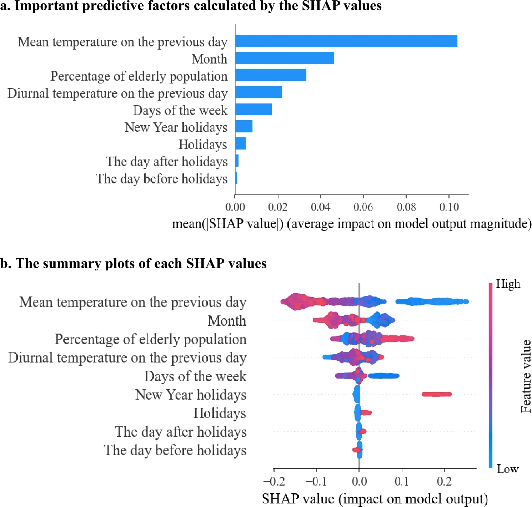 a. Important predictive factors calculated by the SHAP values
Mean temperature on the previous day
Month
Percentage of elderly population
Diurnal temperature on the previous day
Days of the week
New Year holidays
Holidays
The day after holidays
The day before holidays
0.00 0.02 0.04 0.06 0.08 0.10
mean(|SHAP value|) (average impact on model output magnitude)
b. The summary plots of each SHAP values
High
Mean temperature on the previous day
Month
Percentage of elderly population
Diurnal temperature on the previous day
Days of the week
New Year holidays
Holidays
The day after holidays
The day before holidays
Feature value
Low
−0.2 −0.1 0.0 0.1 0.2
SHAP value (impact on model output)